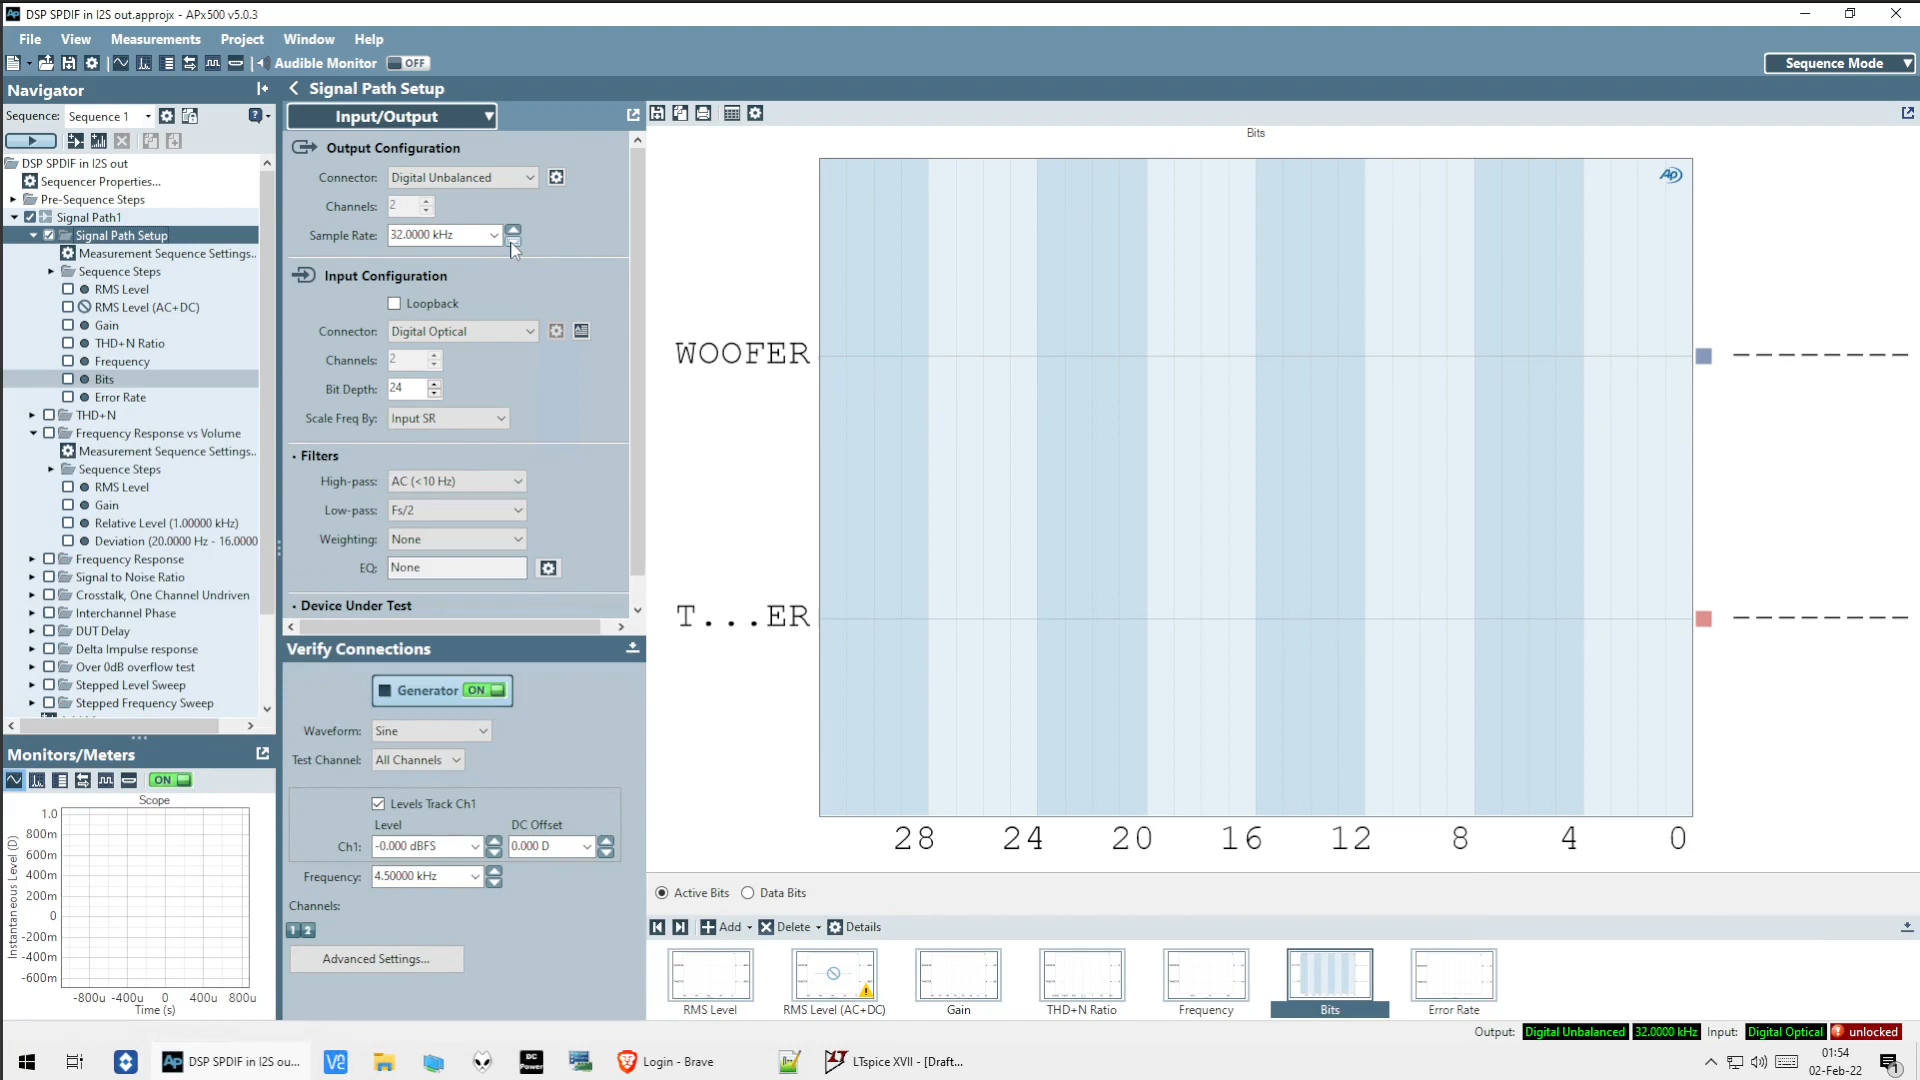 DSP SPDIF in I2S out.approjx - APx500 v5.0.3
File View Measurements Project Window Help
Audible Monitor OFF
Sequence Mode
Navigator
Sequence: Sequence 1
DSP SPDIF in I2S out
Sequencer Properties...
Pre-Sequence Steps
Signal Path1
Signal Path Setup
Measurement Sequence Settings..
Sequence Steps
RMS Level
RMS Level (AC+DC)
Gain
THD+N Ratio
Frequency
Bits
Error Rate
THD+N
Frequency Response vs Volume
Measurement Sequence Settings..
Sequence Steps
RMS Level
Gain
Relative Level (1.00000 kHz)
Deviation (20.0000 Hz - 16.0000
Frequency Response
Signal to Noise Ratio
Crosstalk, One Channel Undriven
Interchannel Phase
DUT Delay
Delta Impulse response
Over 0dB overflow test
Stepped Level Sweep
Stepped Frequency Sweep
Monitors/Meters
ON
Scope
Instantaneous Level (D)
1.0
800m
600m
400m
200m
0
-200m
-400m
-600m
-800u -400u 0 400u 800u
Time (s)
Signal Path Setup
Input/Output
Output Configuration
Connector: Digital Unbalanced
Channels: 2
Sample Rate: 32.0000 kHz
Input Configuration
Loopback
Connector: Digital Optical
Channels: 2
Bit Depth: 24
Scale Freq By: Input SR
Filters
High-pass: AC (<10 Hz)
Low-pass: Fs/2
Weighting: None
EQ: None
Device Under Test
Verify Connections
Generator ON
Waveform: Sine
Test Channel: All Channels
Levels Track Ch1
Level DC Offset
Ch1: -0.000 dBFS 0.000 D
Frequency: 4.50000 kHz
Channels:
1 2
Advanced Settings...
Bits
AP
WOOFER
T...ER
28 24 20 16 12 8 4 0
Active Bits Data Bits
Add Delete Details
RMS Level RMS Level (AC+DC) Gain THD+N Ratio Frequency Bits Error Rate
Output: Digital Unbalanced 32.0000 kHz Input: Digital Optical unlocked
AP DSP SPDIF in I2S ou... DC Power Login - Brave LTspice XVII - [Draft...
01:54
02-Feb-22
1